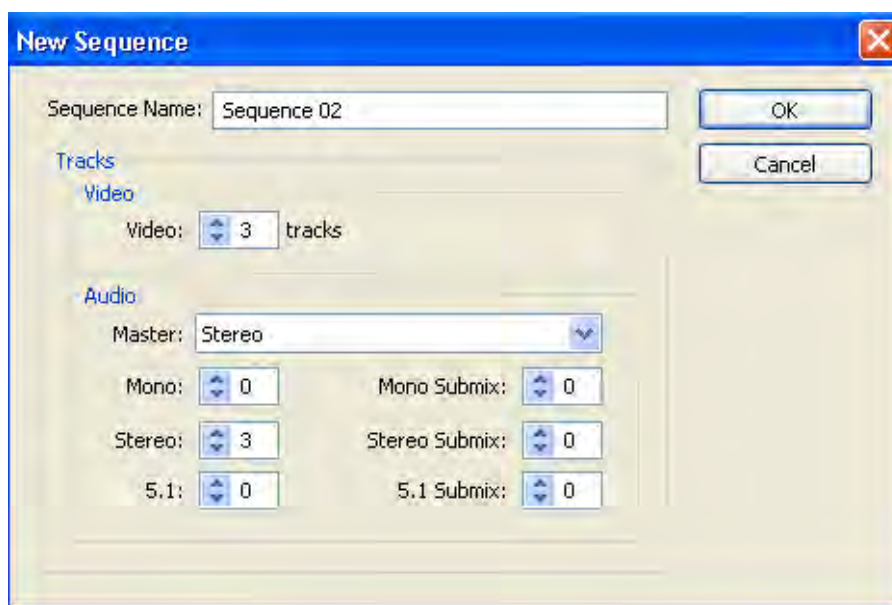 New Sequence
Sequence Name: Sequence 02
OK
Cancel
Tracks
Video
Video: 3 tracks
Audio
Master: Stereo
Mono: 0 Mono Submix: 0
Stereo: 3 Stereo Submix: 0
5.1: 0 5.1 Submix: 0